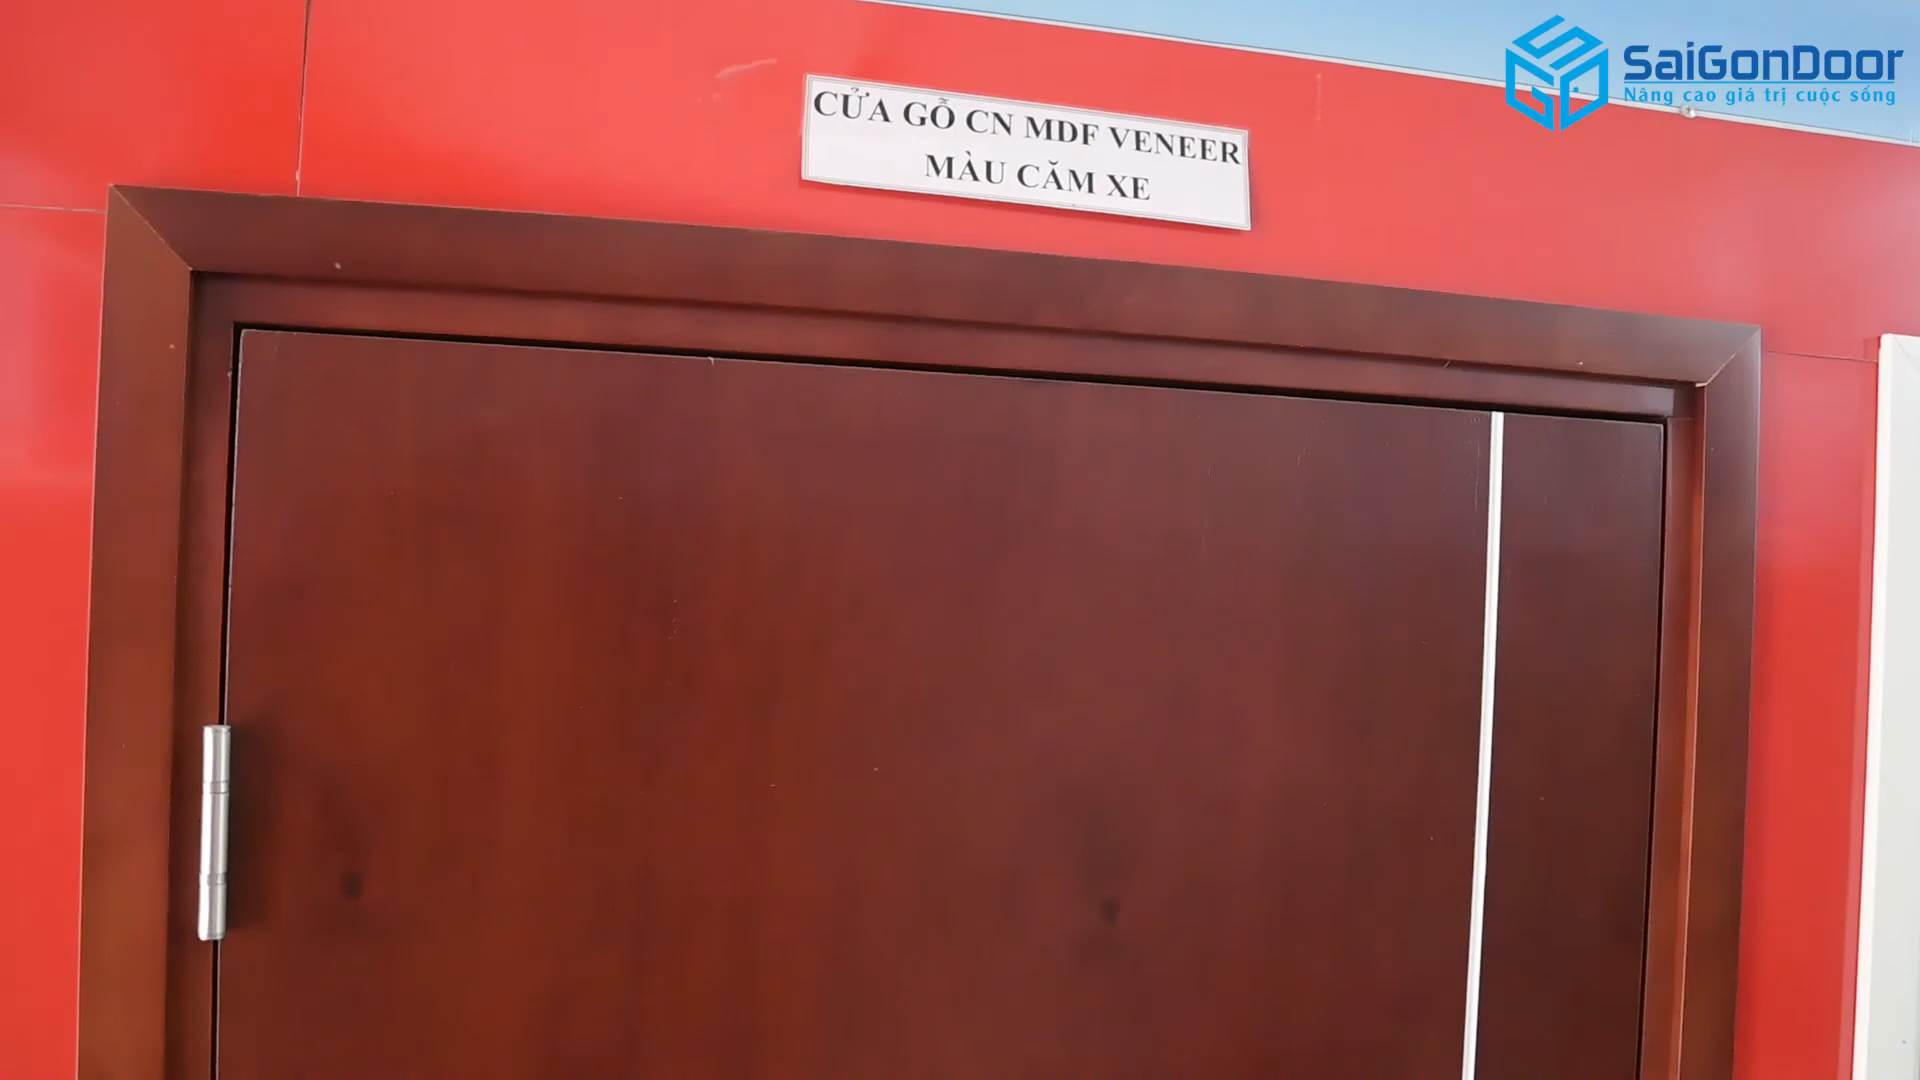 SaiGonDoor
Nâng cao giá trị cuộc sống
CỬA GỖ CN MDF VENEER
MÀU CĂM XE